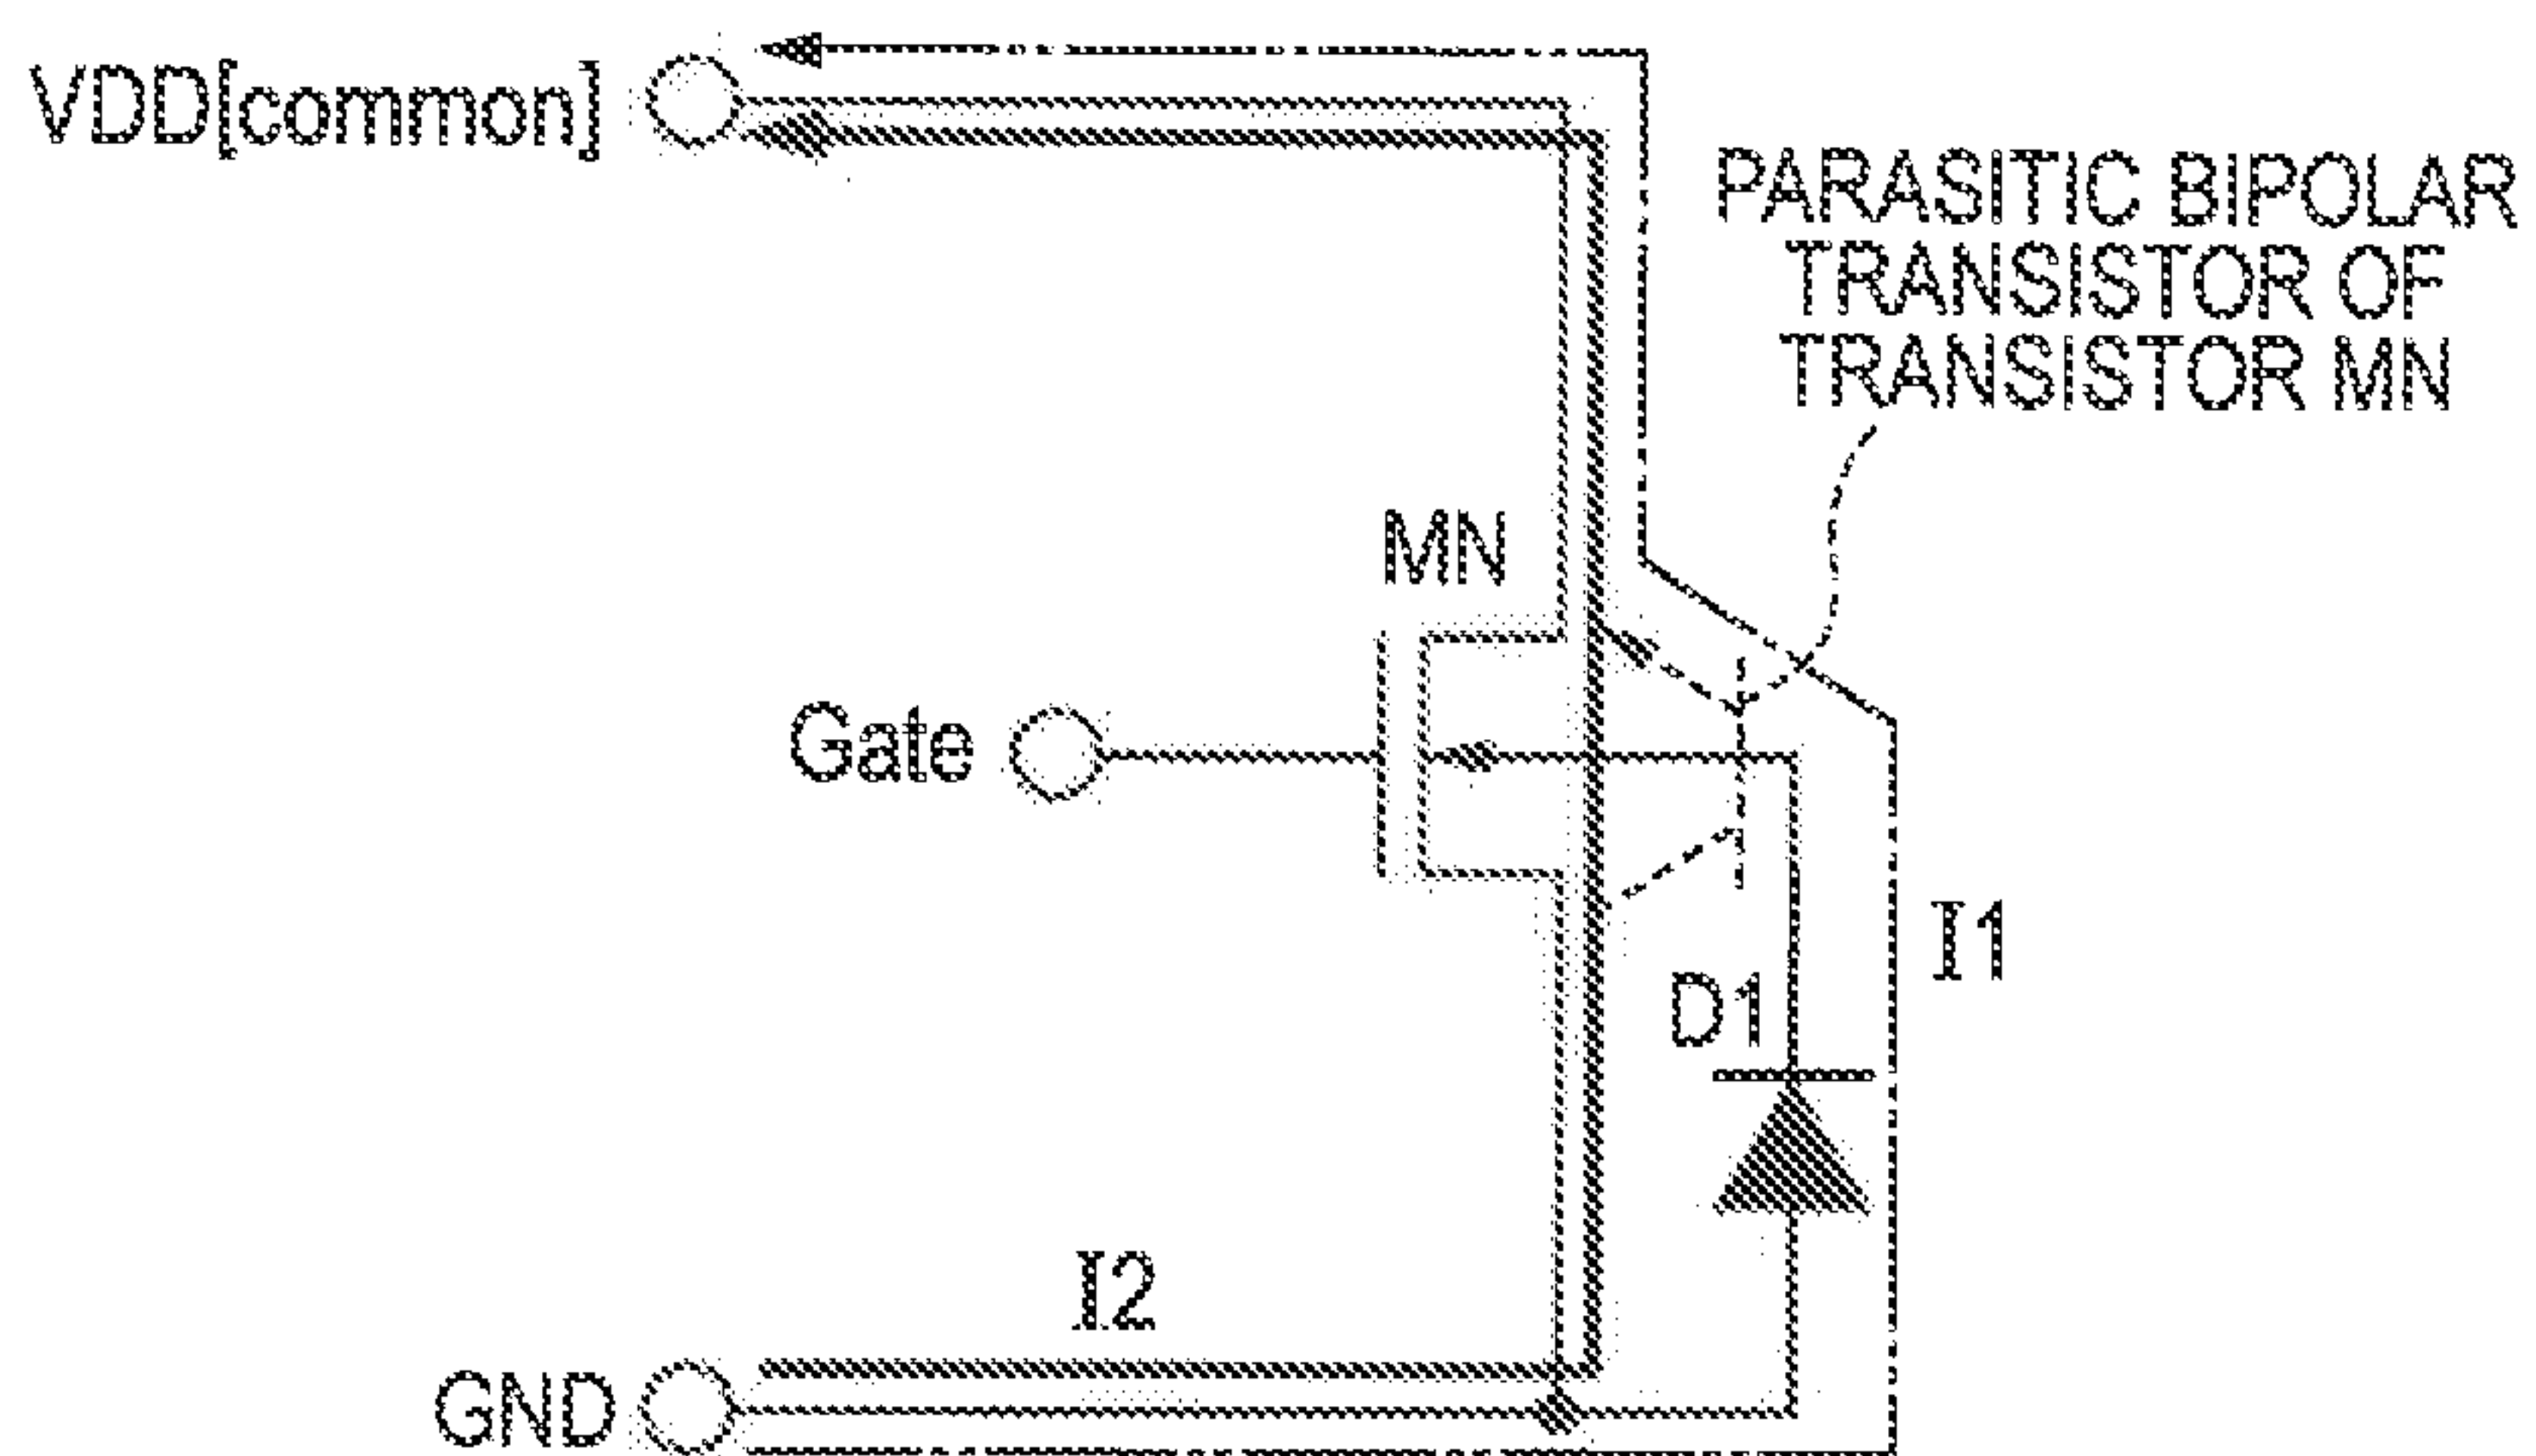 VDD[common]
PARASITIC BIPOLAR
TRANSISTOR OF
TRANSISTOR MN
MN
Gate
I1
D1
I2
GND